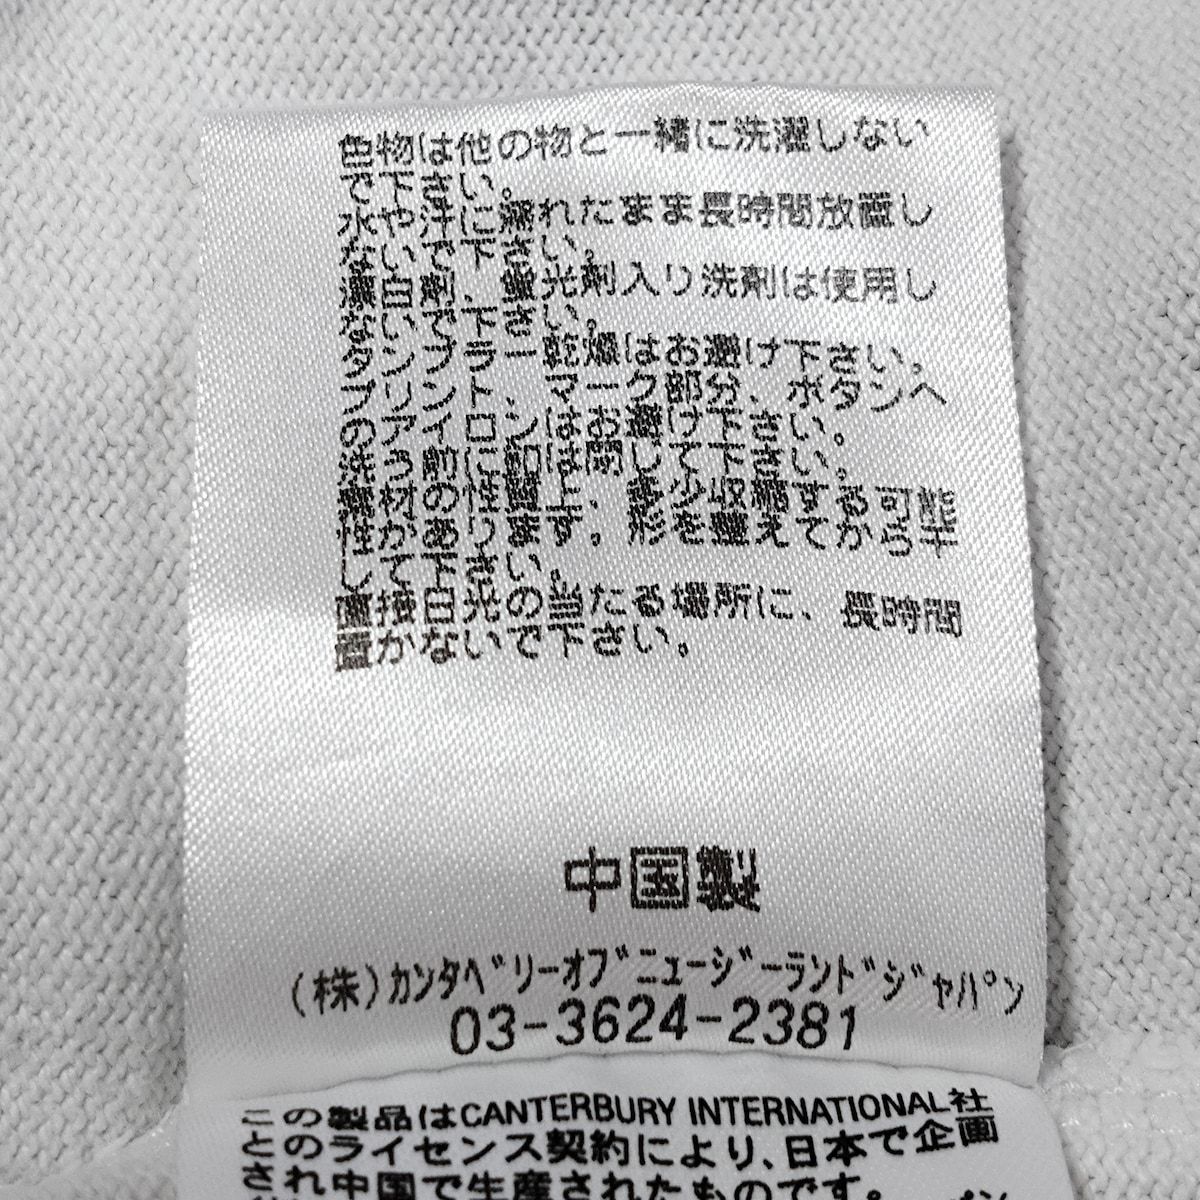 色物は他の物と一緒に洗濯しない
で下さい。
水や汗に濡れたまま長時間放置し
ないで下さい。
漂白剤、蛍光剤入り洗剤は使用し
ないで下さい。
タンブラー乾燥はお避け下さい。
プリント、マーク部分、ボタンへ
のアイロンはお避け下さい。
洗う前に釦は閉じて下さい。
素材の性質上、多少収縮する可能
性があります。形を整えてから干
して下さい。
直接日光の当たる場所に、長時間
置かないで下さい。
中国製
(株)カンタベリーオブニュージーランドジャパン
03-3624-2381
この製品はCANTERBURY INTERNATIONAL社
とのライセンス契約により、日本で企画
され中国で生産されたものです。